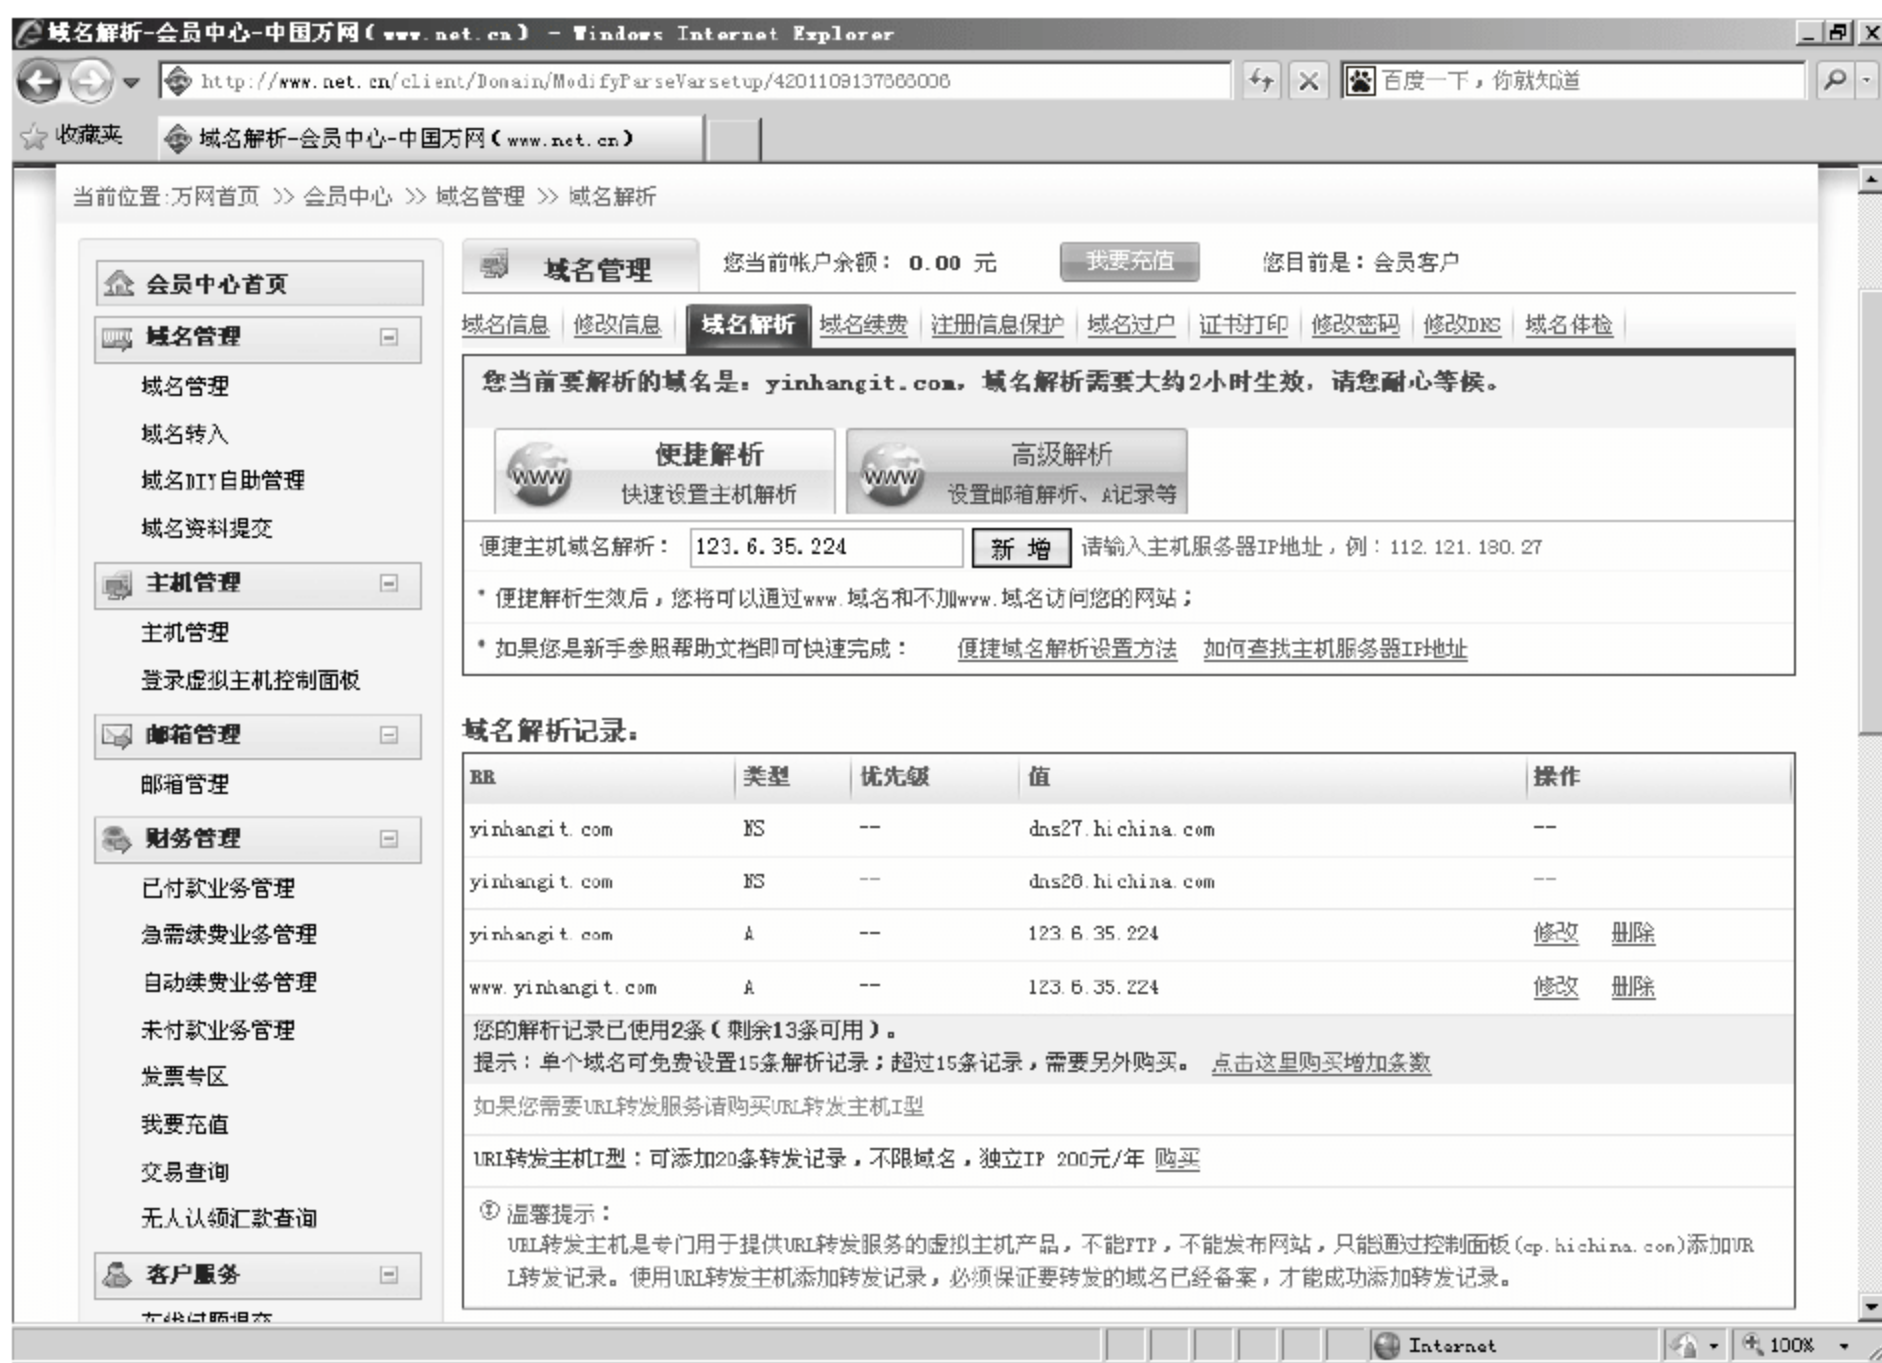 域名解析-会员中心-中国万网(www.net.cn) - Windows Internet Explorer
http://www.net.cn/client/Domain/ModifyParseVarsetup/4201109137666006
百度一下，你就知道
收藏夹
域名解析-会员中心-中国万网(www.net.cn)
当前位置:万网首页 >> 会员中心 >> 域名管理 >> 域名解析
会员中心首页
域名管理
域名管理
域名转入
域名DIY自助管理
域名资料提交
主机管理
主机管理
登录虚拟主机控制面板
邮箱管理
邮箱管理
财务管理
已付款业务管理
急需续费业务管理
自动续费业务管理
未付款业务管理
发票专区
我要充值
交易查询
无人认领汇款查询
客户服务
在线问题提交
域名管理 您当前帐户余额：0.00 元 我要充值 您目前是：会员客户
域名信息 修改信息 域名解析 域名续费 注册信息保护 域名过户 证书打印 修改密码 修改DNS 域名体检
您当前要解析的域名是：yinhangit.com，域名解析需要大约2小时生效，请您耐心等候。
www 便捷解析
快速设置主机解析
www 高级解析
设置邮箱解析、A记录等
便捷主机域名解析： 123.6.35.224 新 增 请输入主机服务器IP地址，例：112.121.180.27
* 便捷解析生效后，您将可以通过www.域名和不加www.域名访问您的网站；
* 如果您是新手参照帮助文档即可快速完成： 便捷域名解析设置方法 如何查找主机服务器IP地址
域名解析记录：
RR 类型 优先级 值 操作
yinhangit.com NS -- dns27.hichina.com --
yinhangit.com NS -- dns28.hichina.com --
yinhangit.com A -- 123.6.35.224 修改 删除
www.yinhangit.com A -- 123.6.35.224 修改 删除
您的解析记录已使用2条(剩余13条可用)。
提示：单个域名可免费设置15条解析记录；超过15条记录，需要另外购买。 点击这里购买增加条数
如果您需要URL转发服务请购买URL转发主机I型
URL转发主机I型：可添加20条转发记录，不限域名，独立IP 200元/年 购买
温馨提示：
URL转发主机是专门用于提供URL转发服务的虚拟主机产品，不能FTP，不能发布网站，只能通过控制面板(cp.hichina.com)添加UR
L转发记录。使用URL转发主机添加转发记录，必须保证要转发的域名已经备案，才能成功添加转发记录。
Internet
100%